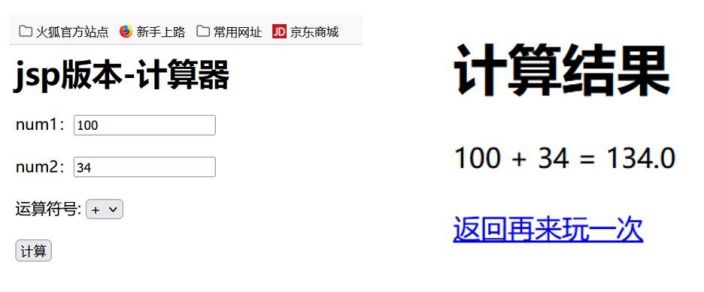 火狐官方站点 新手上路 常用网址 JD 京东商城
jsp版本-计算器
num1: 100
num2: 34
运算符号: +
计算
计算结果
100 + 34 = 134.0
返回再来玩一次